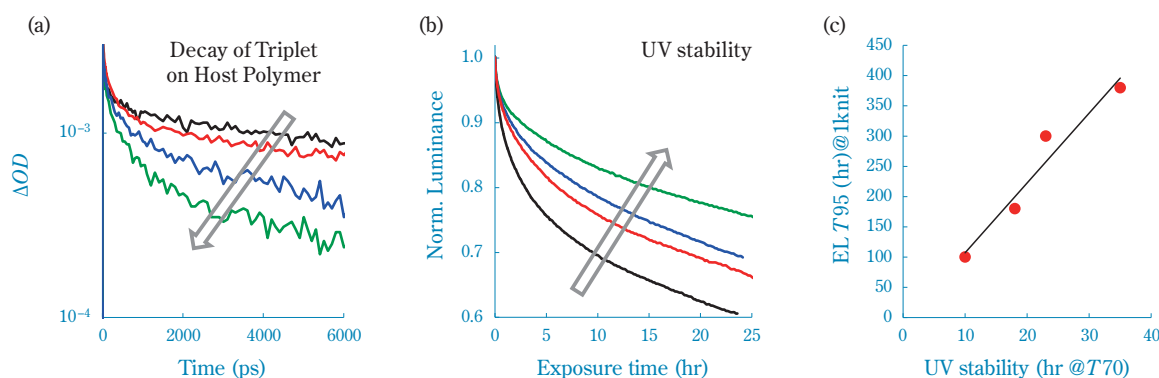 (a)
Decay of Triplet
on Host Polymer
10⁻³
10⁻⁴
ΔOD
0
2000
4000
6000
Time (ps)
(b)
UV stability
1.0
0.9
0.8
0.7
0.6
Norm. Luminance
0
5
10
15
20
25
Exposure time (hr)
(c)
450
400
350
300
250
200
150
100
50
0
EL T95 (hr)@1knit
0
10
20
30
40
UV stability (hr @T70)